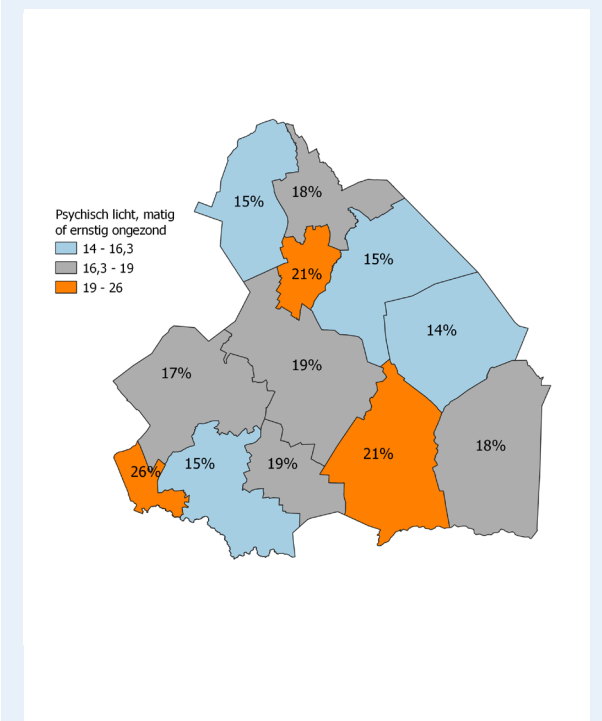 18%
15%
Psychisch licht, matig
of ernstig ongezond
14 - 16,3
16,3 - 19
19 - 26
15%
21%
14%
19%
17%
18%
21%
15%
19%
26%